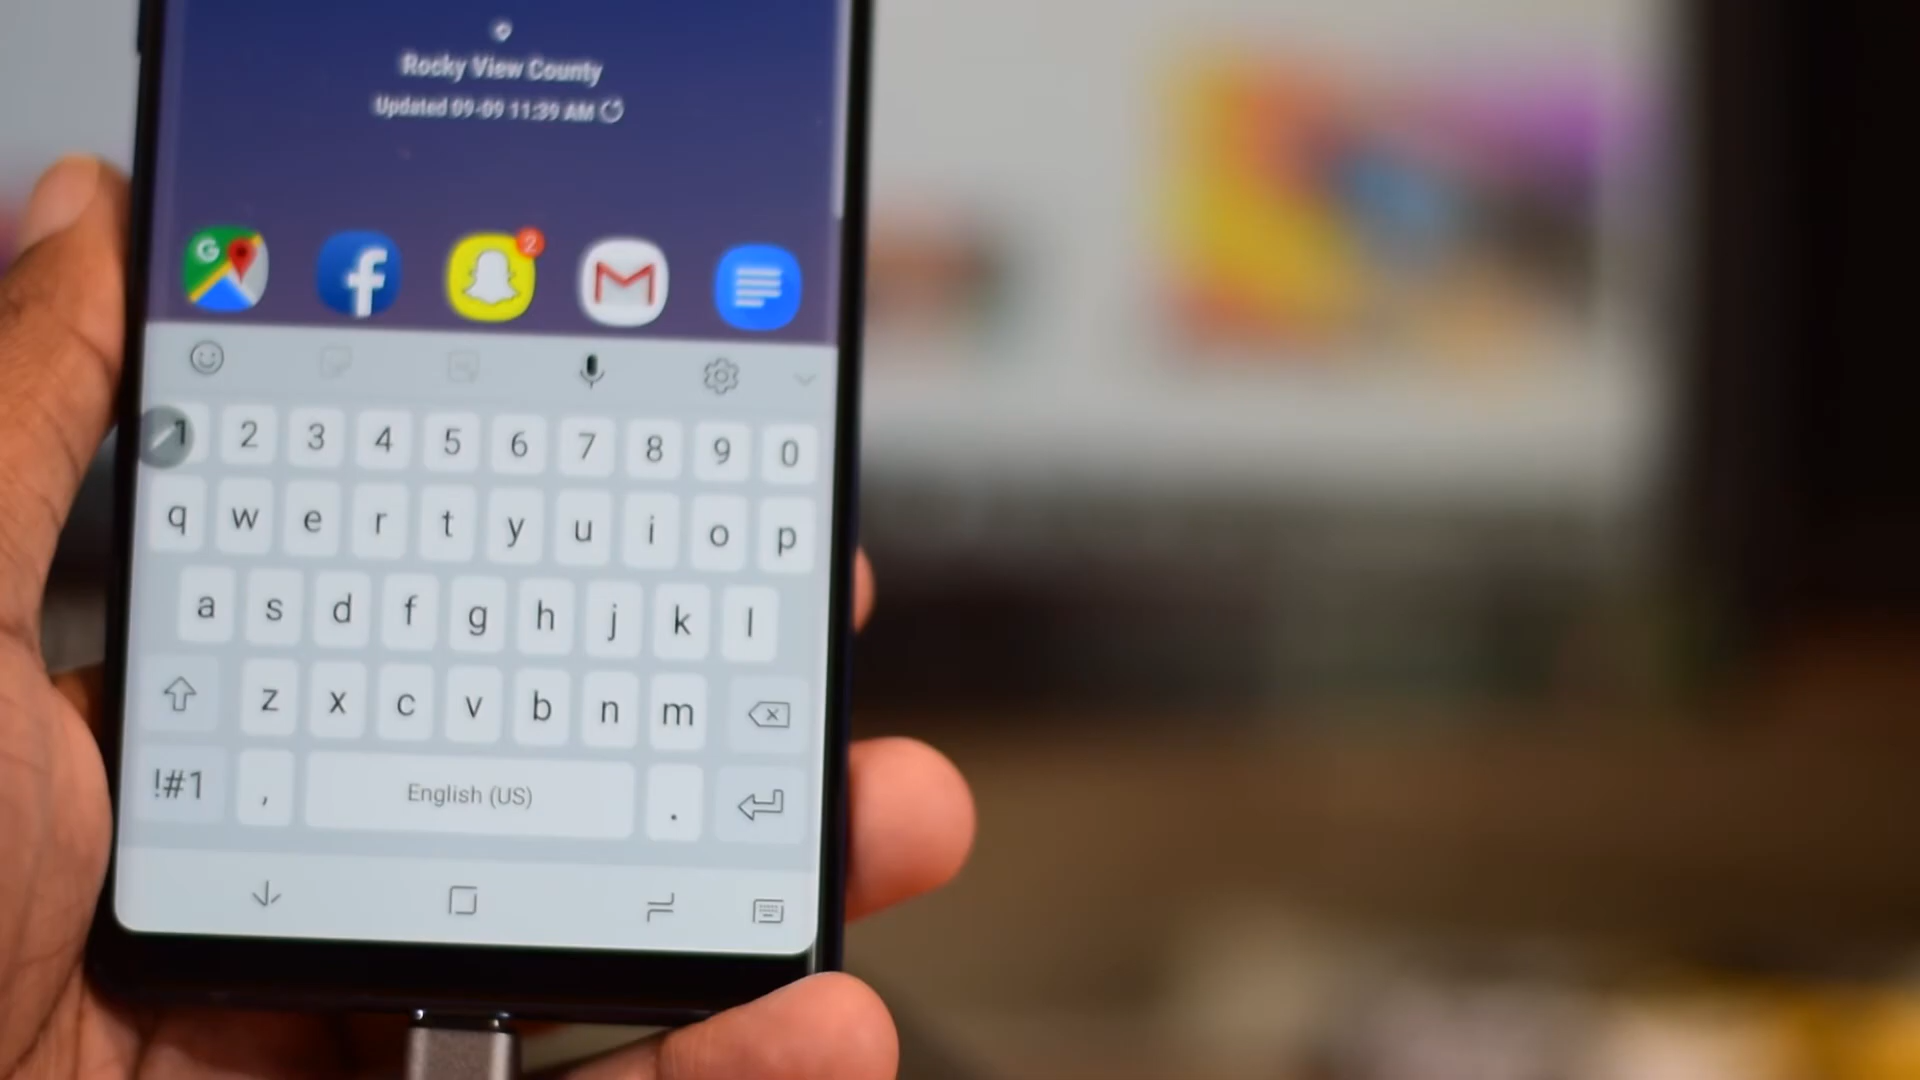 Rocky View County
Updated 09-09 11:39 AM
G
f
2
M
1 2 3 4 5 6 7 8 9 0
q w e r t y u i o p
a s d f g h j k l
z x c v b n m
!#1 , English (US) .